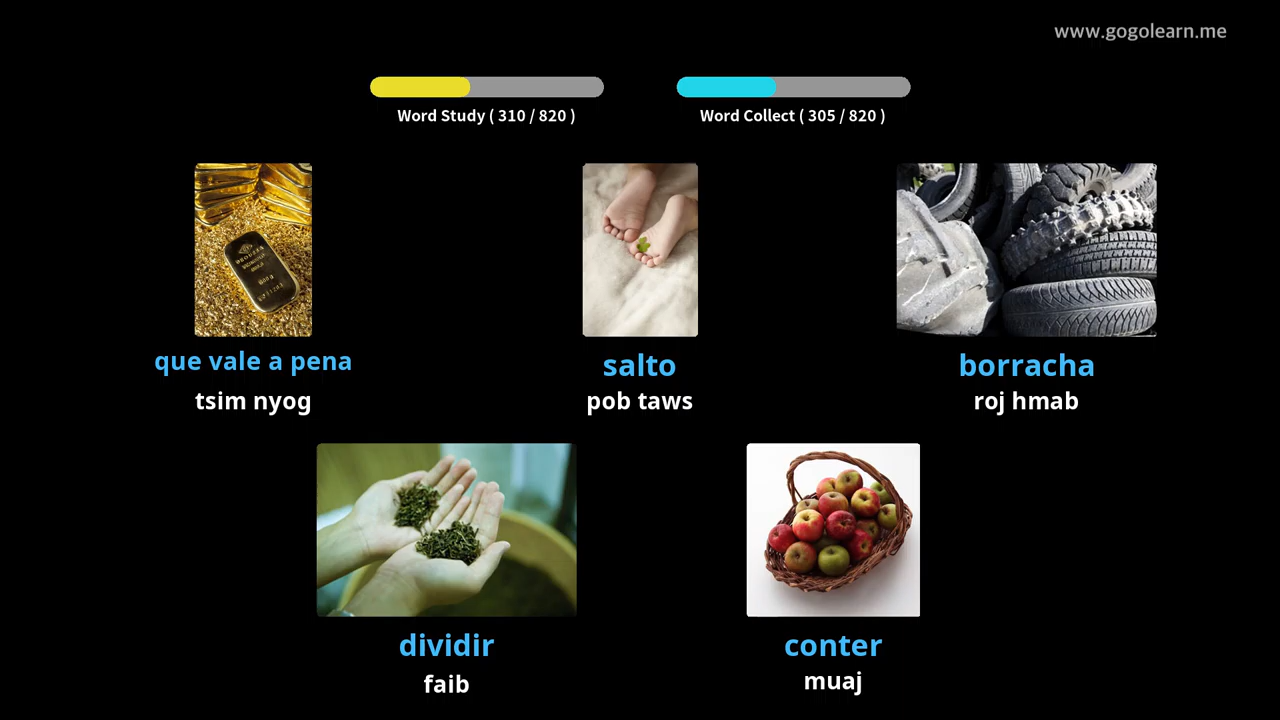 www.gogolearn.me
Word Study ( 310 / 820 )
Word Collect ( 305 / 820 )
que vale a pena
tsim nyog
salto
pob taws
borracha
roj hmab
dividir
faib
conter
muaj